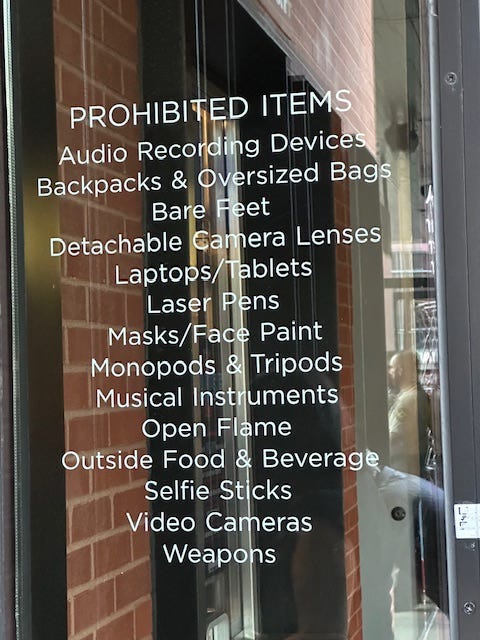 PROHIBITED ITEMS
Audio Recording Devices
Backpacks & Oversized Bags
Bare Feet
Detachable Camera Lenses
Laptops/Tablets
Laser Pens
Masks/Face Paint
Monopods & Tripods
Musical Instruments
Open Flame
Outside Food & Beverage
Selfie Sticks
Video Cameras
Weapons